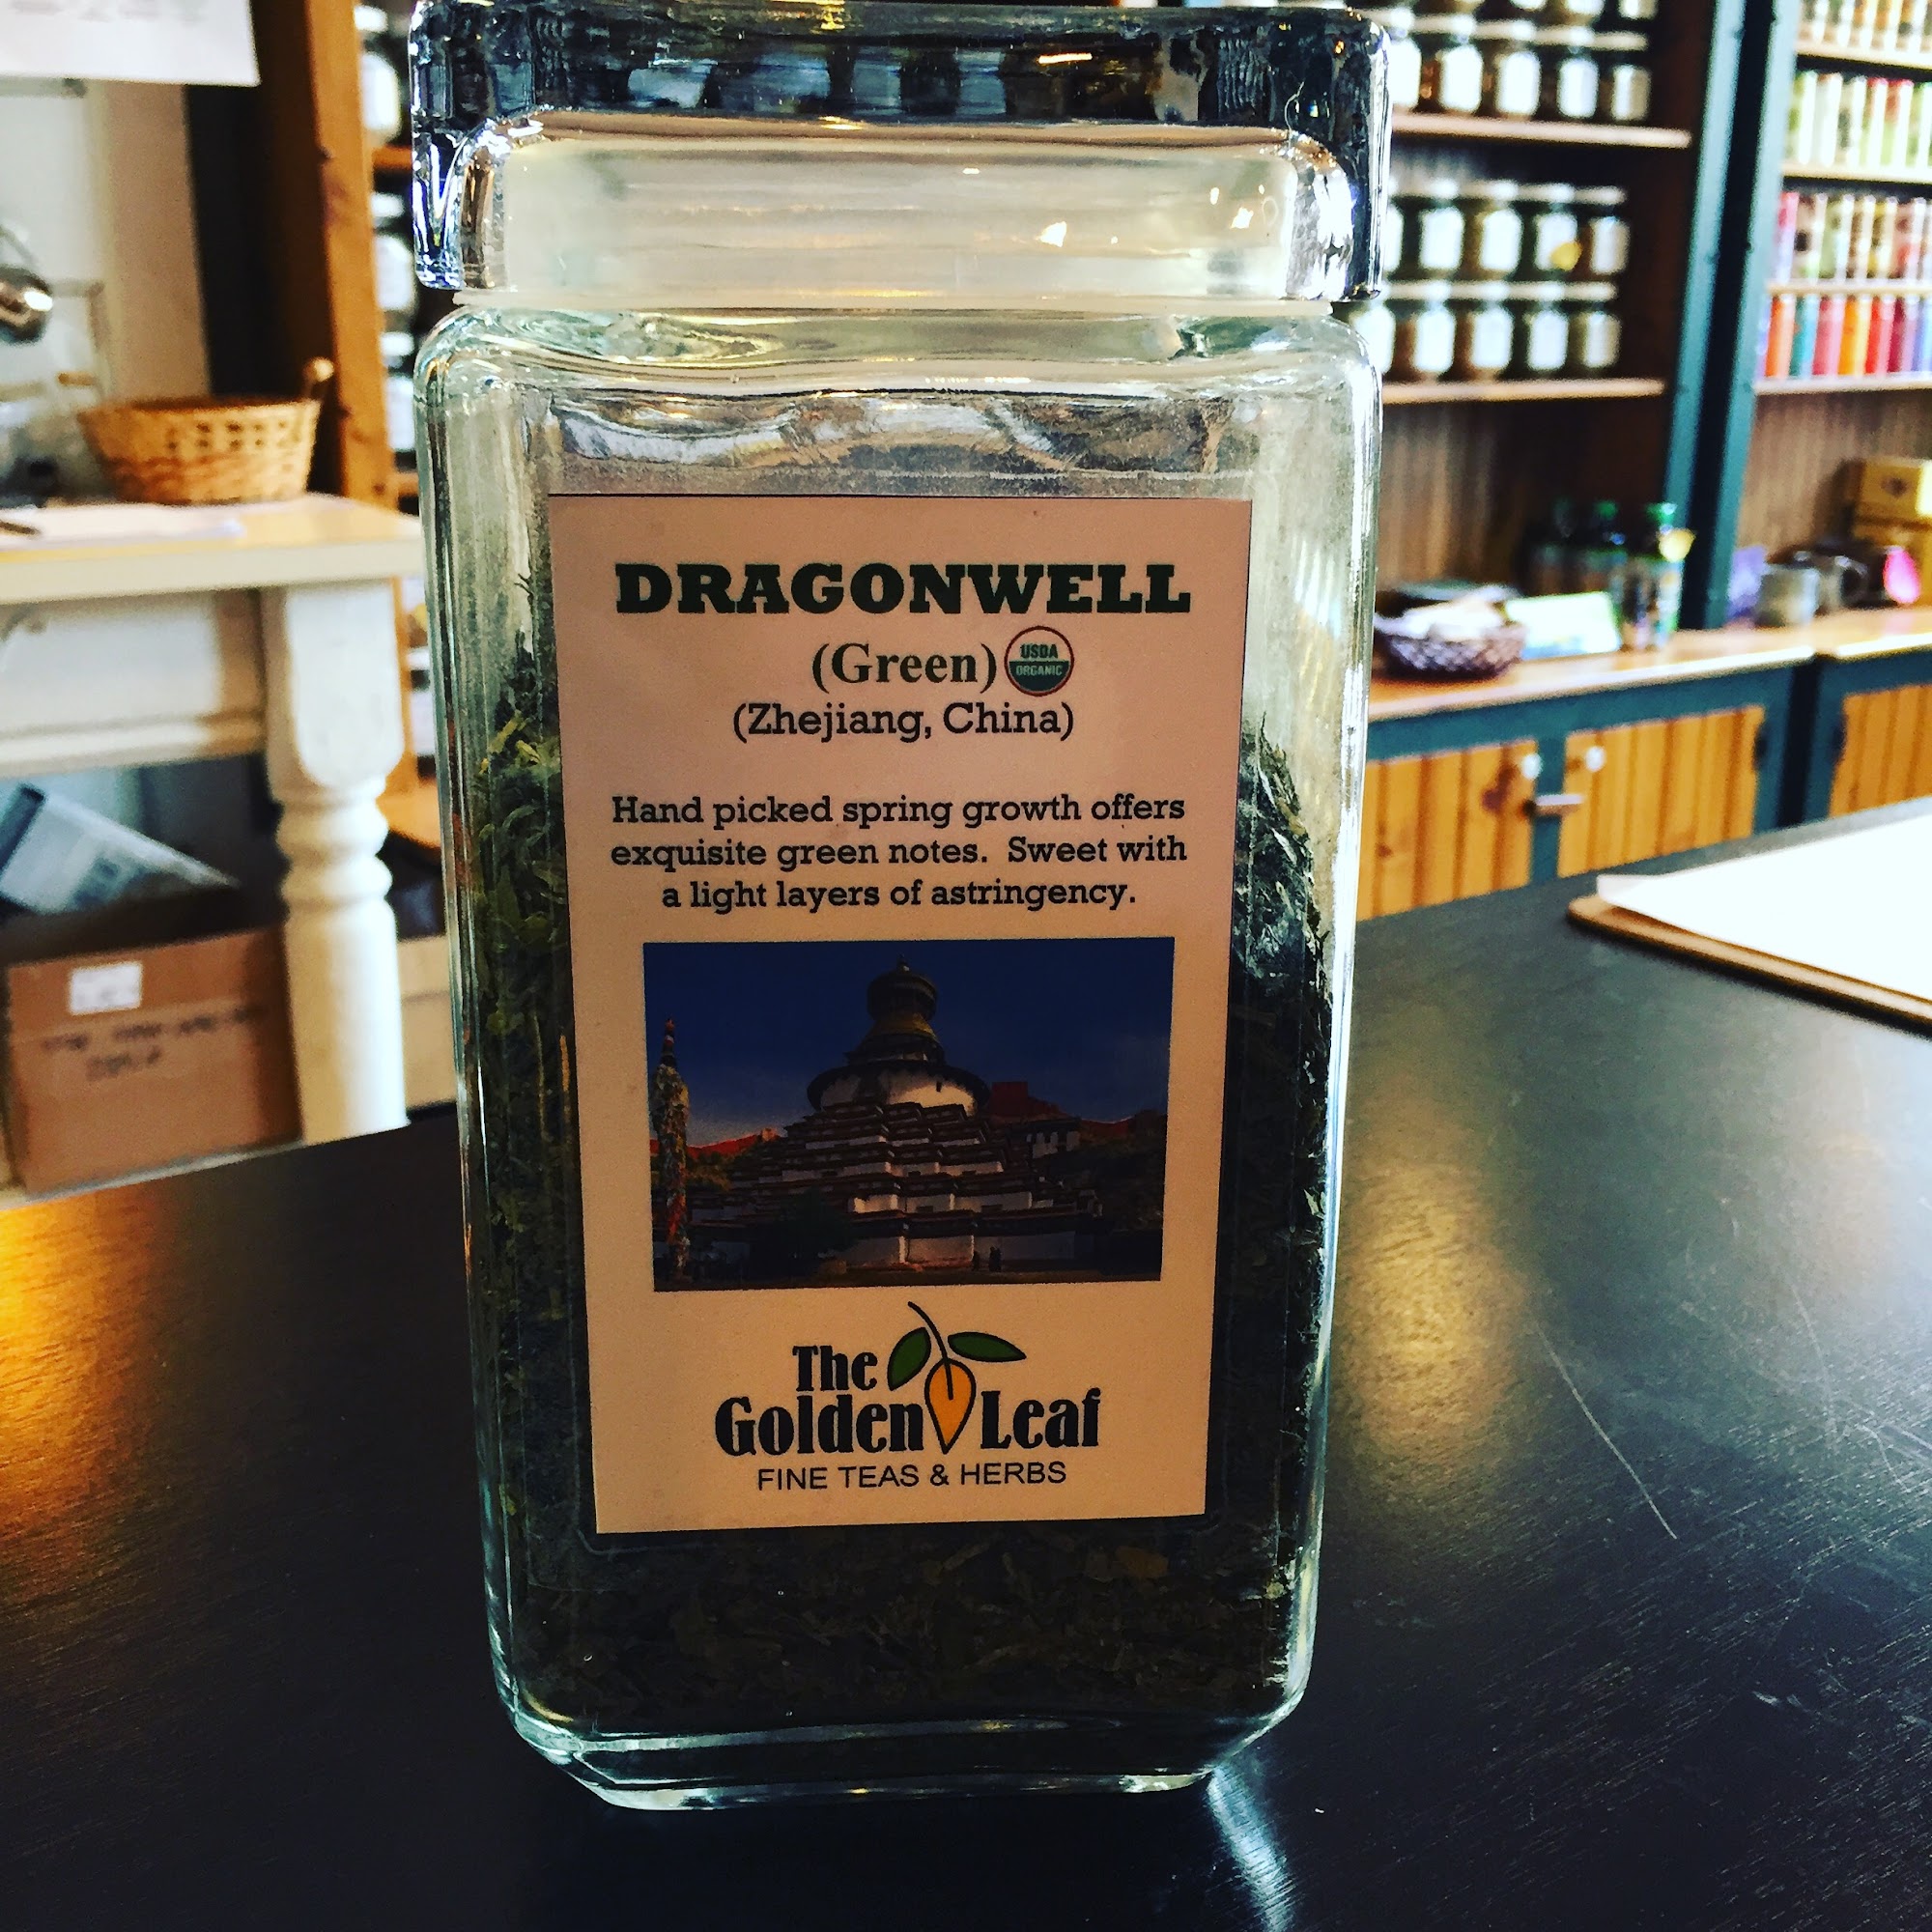 DRAGONWELL
(Green) USDA ORGANIC
(Zhejiang, China)
Hand picked spring growth offers
exquisite green notes. Sweet with
a light layers of astringency.
The
Golden Leaf
FINE TEAS & HERBS